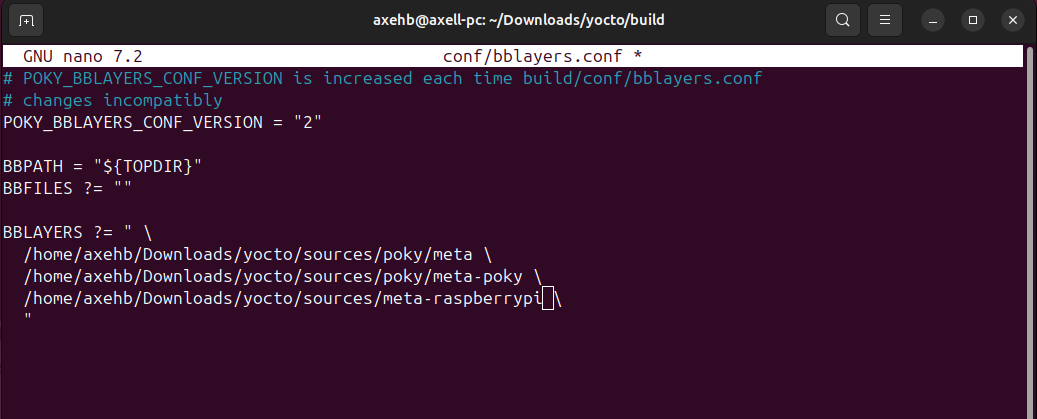 axehb@axell-pc: ~/Downloads/yocto/build
GNU nano 7.2 conf/bblayers.conf *
# POKY_BBLAYERS_CONF_VERSION is increased each time build/conf/bblayers.conf
# changes incompatibly
POKY_BBLAYERS_CONF_VERSION = "2"
BBPATH = "${TOPDIR}"
BBFILES ?= ""
BBLAYERS ?= " \
/home/axehb/Downloads/yocto/sources/poky/meta \
/home/axehb/Downloads/yocto/sources/poky/meta-poky \
/home/axehb/Downloads/yocto/sources/meta-raspberrypi \
"